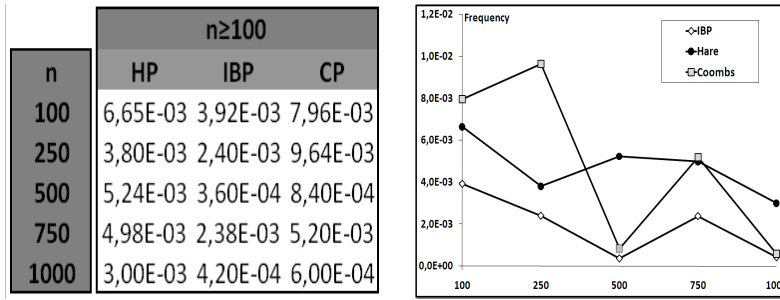 n≥100
n HP IBP CP
100 6,65E-03 3,92E-03 7,96E-03
250 3,80E-03 2,40E-03 9,64E-03
500 5,24E-03 3,60E-04 8,40E-04
750 4,98E-03 2,38E-03 5,20E-03
1000 3,00E-03 4,20E-04 6,00E-04
Frequency
IBP
Hare
Coombs
1,2E-02
1,0E-02
8,0E-03
6,0E-03
4,0E-03
2,0E-03
0,0E+00
100 250 500 750 100